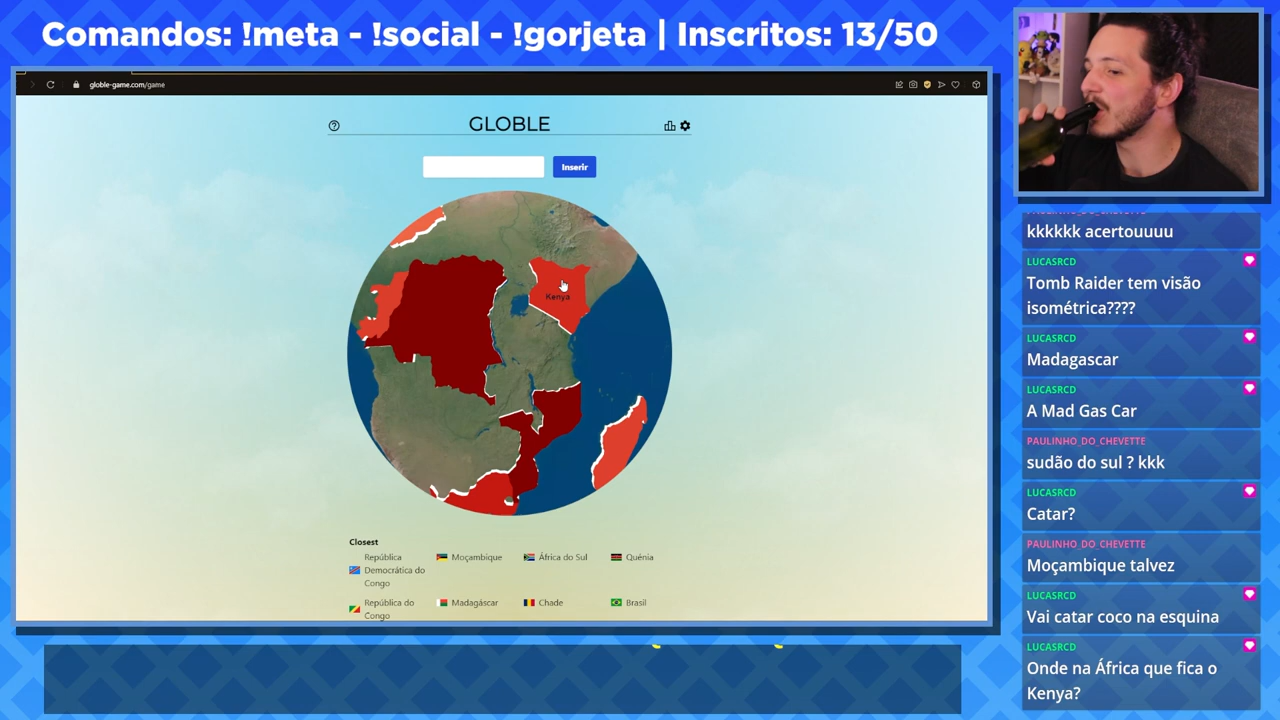 Comandos: !meta - !social - !gorjeta | Inscritos: 13/50
globle-game.com/game
GLOBLE
Inserir
Kenya
Closest
República Democrática do Congo
Moçambique
África do Sul
Quénia
República do Congo
Madagáscar
Chade
Brasil
PAULINHO_DO_CHEVETTE
kkkkkk acertouuuu
LUCASRCD
Tomb Raider tem visão
isométrica????
LUCASRCD
Madagascar
LUCASRCD
A Mad Gas Car
PAULINHO_DO_CHEVETTE
sudão do sul ? kkk
LUCASRCD
Catar?
PAULINHO_DO_CHEVETTE
Moçambique talvez
LUCASRCD
Vai catar coco na esquina
LUCASRCD
Onde na África que fica o
Kenya?